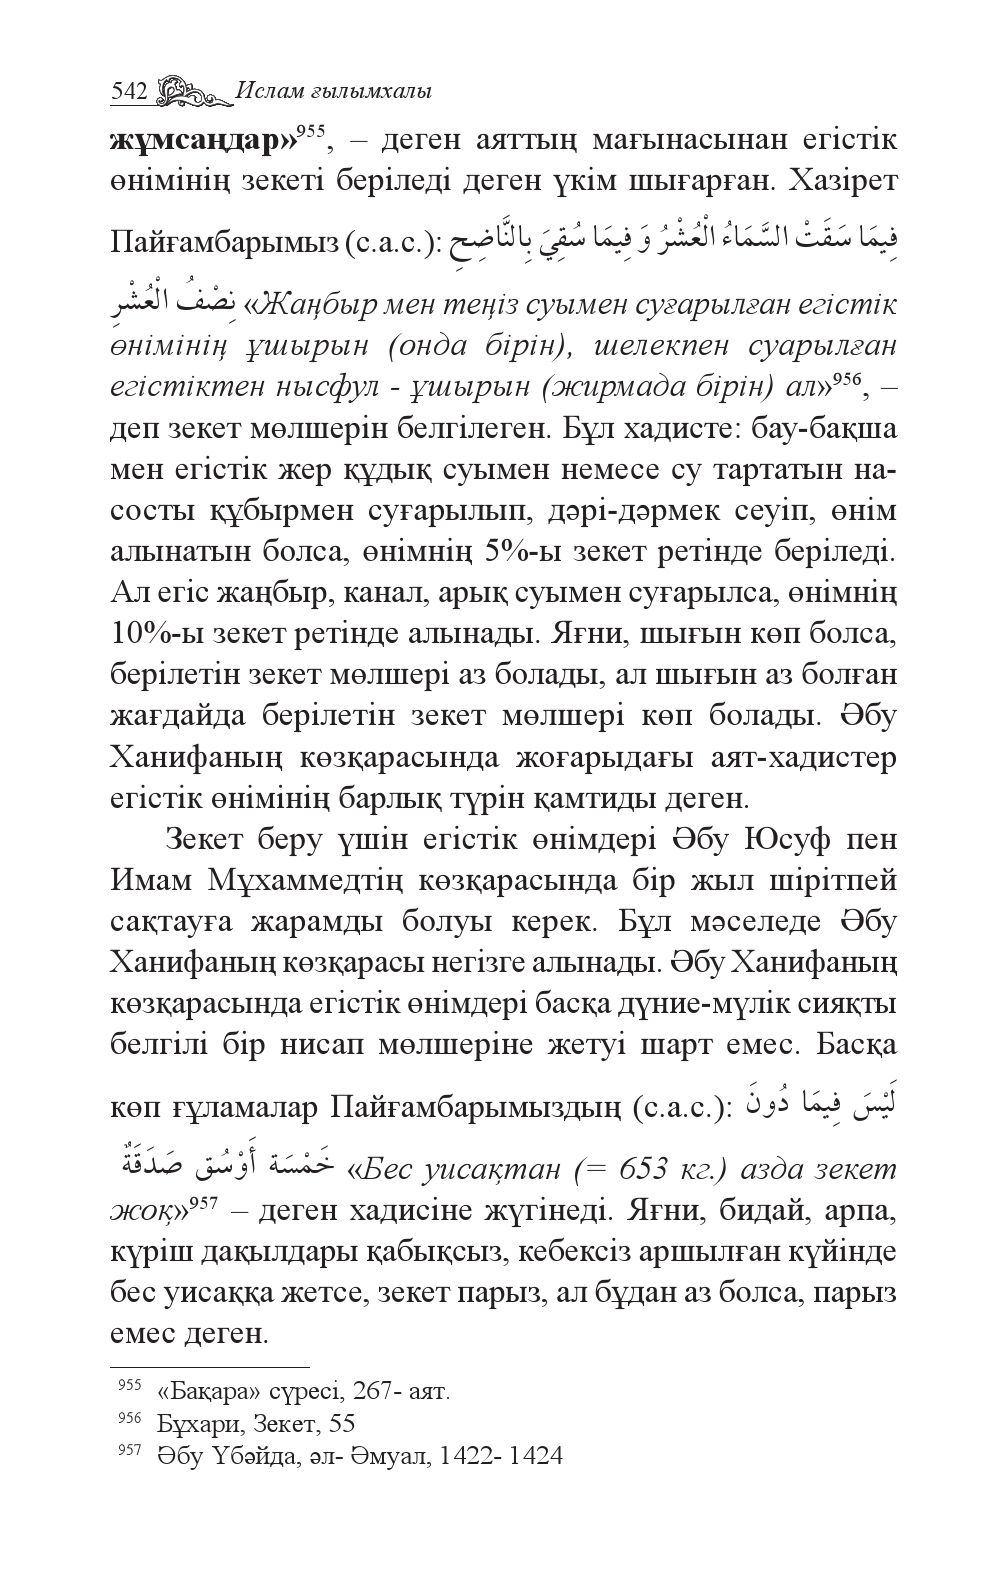 542 Ислам ғылымхалы
жұмсаңдар»955, – деген аяттың мағынасынан егістік
өнімінің зекеті беріледі деген үкім шығарған. Хазірет
Пайғамбарымыз (с.а.с.): فِيمَا سَقَتْ السَّمَاءُ الْعُشْرُ وَ فِيمَا سُقِيَ بِالنَّاضِحِ
نِصْفُ الْعُشْرِ «Жаңбыр мен теңіз суымен суғарылған егістік
өнімінің ұшырын (онда бірін), шелекпен суарылған
егістіктен нысфул - ұшырын (жирмада бірін) ал»956, –
деп зекет мөлшерін белгілеген. Бұл хадисте: бау-бақша
мен егістік жер құдық суымен немесе су тартатын на-
состы құбырмен суғарылып, дәрі-дәрмек сеуіп, өнім
алынатын болса, өнімнің 5%-ы зекет ретінде беріледі.
Ал егіс жаңбыр, канал, арық суымен суғарылса, өнімнің
10%-ы зекет ретінде алынады. Яғни, шығын көп болса,
берілетін зекет мөлшері аз болады, ал шығын аз болған
жағдайда берілетін зекет мөлшері көп болады. Әбу
Ханифаның көзқарасында жоғарыдағы аят-хадистер
егістік өнімінің барлық түрін қамтиды деген.
Зекет беру үшін егістік өнімдері Әбу Юсуф пен
Имам Мұхаммедтің көзқарасында бір жыл шірітпей
сақтауға жарамды болуы керек. Бұл мәселеде Әбу
Ханифаның көзқарасы негізге алынады. Әбу Ханифаның
көзқарасында егістік өнімдері басқа дүние-мүлік сияқты
белгілі бір нисап мөлшеріне жетуі шарт емес. Басқа
көп ғұламалар Пайғамбарымыздың (с.а.с.): لَيْسَ فِيمَا دُونَ
خَمْسَة أَوْسُق صَدَقَةٌ «Бес уисақтан (= 653 кг.) азда зекет
жоқ»957 – деген хадисіне жүгінеді. Яғни, бидай, арпа,
күріш дақылдары қабықсыз, кебексіз аршылған күйінде
бес уисаққа жетсе, зекет парыз, ал бұдан аз болса, парыз
емес деген.
955 «Бақара» сүресі, 267- аят.
956 Бұхари, Зекет, 55
957 Әбу Үбәйда, әл- Әмуал, 1422- 1424